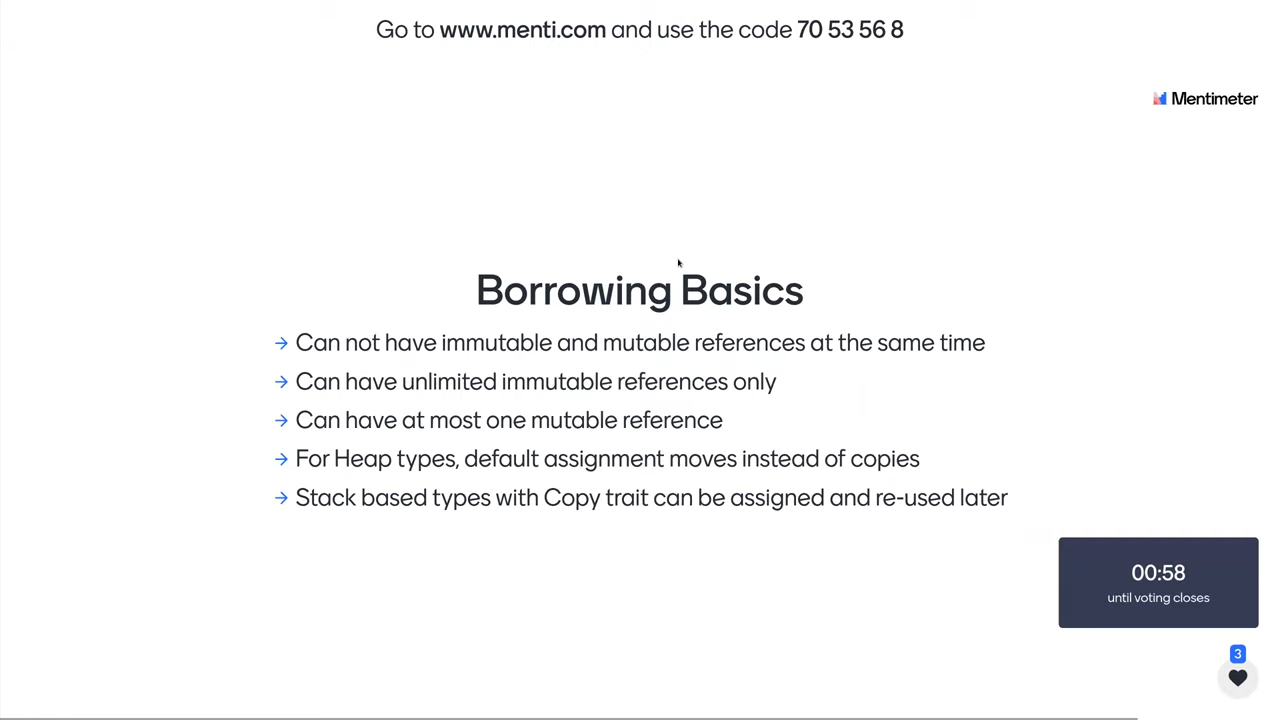 Go to www.menti.com and use the code 70 53 56 8
Mentimeter
Borrowing Basics
→ Can not have immutable and mutable references at the same time
→ Can have unlimited immutable references only
→ Can have at most one mutable reference
→ For Heap types, default assignment moves instead of copies
→ Stack based types with Copy trait can be assigned and re-used later
00:58
until voting closes
3